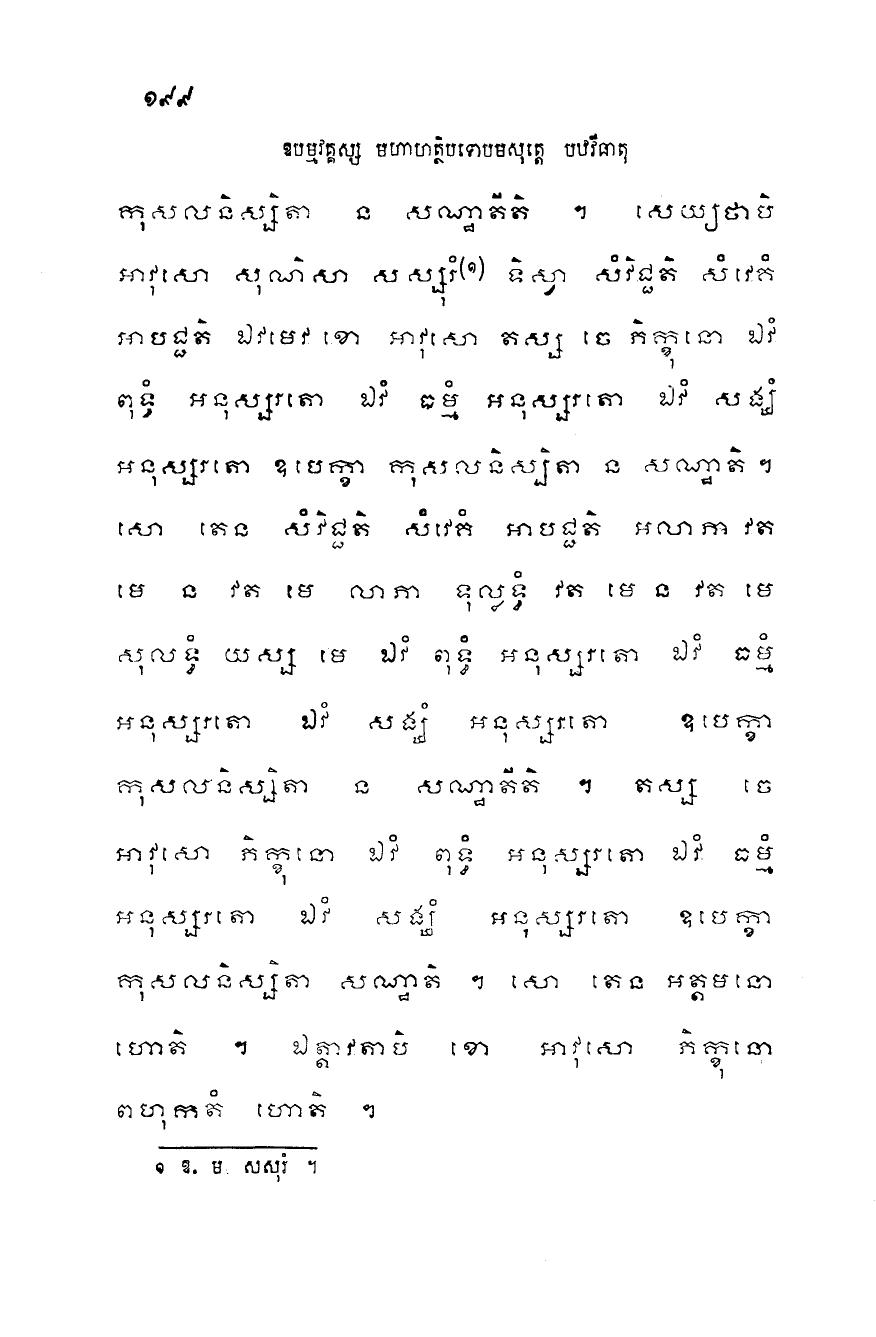 ១៩៩
ឧបម្មវគ្គស្ស មហាហត្ថិបទោបមសុត្តេ បឋវីធាតុ
កុសលនិស្សិតា ន សណ្ឋាតីតិ ។ សេយ្យថាបិ
អាវុសោ សុណិសា សស្សុរំ(១) ទិស្វា សំវិជ្ជតិ សំវេគំ
អាបជ្ជតិ ឯវមេវ ខោ អាវុសោ តស្ស ចេ ភិក្ខុនោ ឯវំ
ពុទ្ធំ អនុស្សរតោ ឯវំ ធម្មំ អនុស្សរតោ ឯវំ សង្ឃំ
អនុស្សរតោ ឧបេក្ខា កុសលនិស្សិតា ន សណ្ឋាតិ ។
សោ តេន សំវិជ្ជតិ សំវេគំ អាបជ្ជតិ អលាភា វត
មេ ន វត មេ លាភា ទុល្លទ្ធំ វត មេ ន វត មេ
សុលទ្ធំ យស្ស មេ ឯវំ ពុទ្ធំ អនុស្សរតោ ឯវំ ធម្មំ
អនុស្សរតោ ឯវំ សង្ឃំ អនុស្សរតោ ឧបេក្ខា
កុសលនិស្សិតា ន សណ្ឋាតីតិ ។ តស្ស ចេ
អាវុសោ ភិក្ខុនោ ឯវំ ពុទ្ធំ អនុស្សរតោ ឯវំ ធម្មំ
អនុស្សរតោ ឯវំ សង្ឃំ អនុស្សរតោ ឧបេក្ខា
កុសលនិស្សិតា សណ្ឋាតិ ។ សោ តេន អត្តមនោ
ហោតិ ។ ឯត្តាវតាបិ ខោ អាវុសោ ភិក្ខុនោ
ពហុកតំ ហោតិ ។
១ ឱ. ម. សសុរំ ។